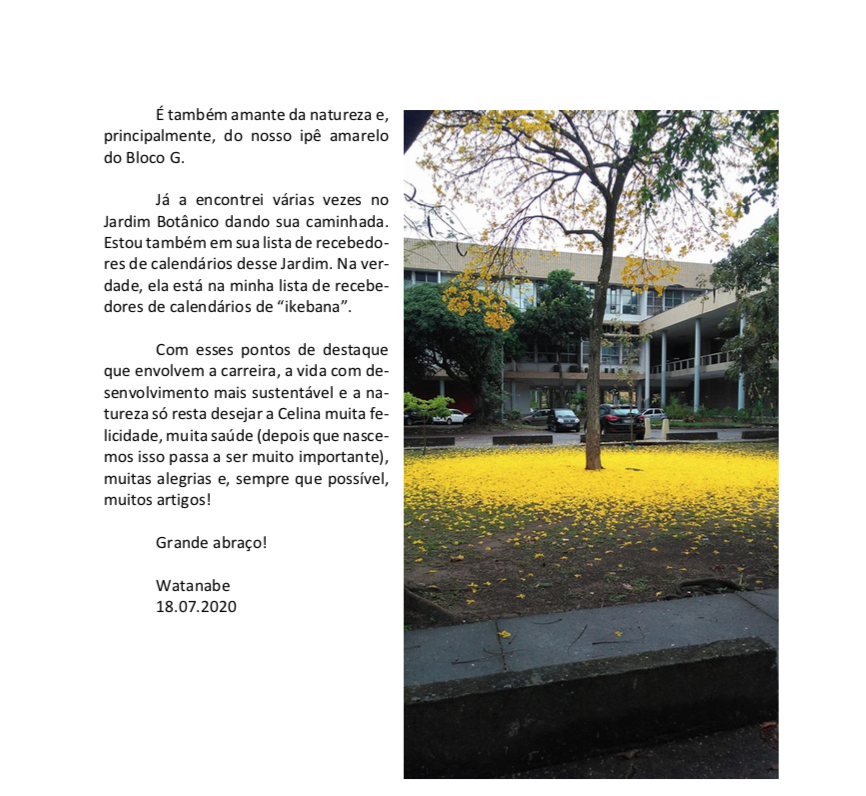 É também amante da natureza e,
principalmente, do nosso ipê amarelo
do Bloco G.
Já a encontrei várias vezes no
Jardim Botânico dando sua caminhada.
Estou também em sua lista de recebedo-
res de calendários desse Jardim. Na ver-
dade, ela está na minha lista de recebe-
dores de calendários de “ikebana”.
Com esses pontos de destaque
que envolvem a carreira, a vida com de-
senvolvimento mais sustentável e a na-
tureza só resta desejar a Celina muita fe-
licidade, muita saúde (depois que nasce-
mos isso passa a ser muito importante),
muitas alegrias e, sempre que possível,
muitos artigos!
Grande abraço!
Watanabe
18.07.2020